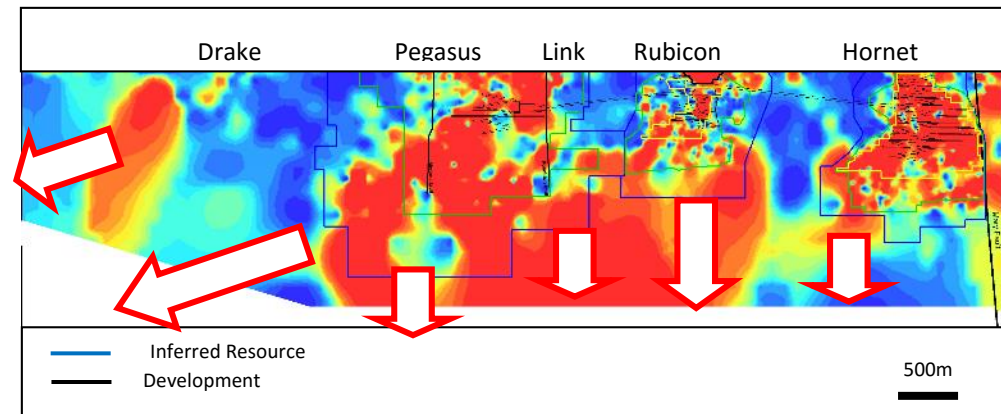 Drake Pegasus Link Rubicon Hornet
Inferred Resource
Development
500m